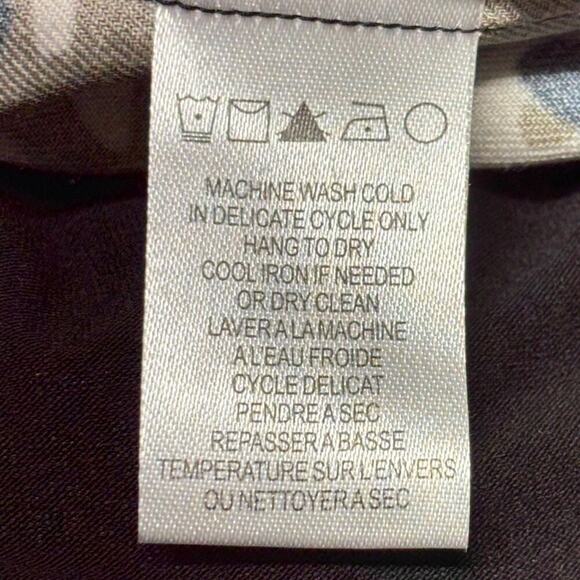 MACHINE WASH COLD
IN DELICATE CYCLE ONLY
HANG TO DRY
COOL IRON IF NEEDED
OR DRY CLEAN
LAVER A LA MACHINE
A L'EAU FROIDE
CYCLE DELICAT
PENDRE A SEC
REPASSER A BASSE
TEMPERATURE SUR L'ENVERS
OU NETTOYER A SEC